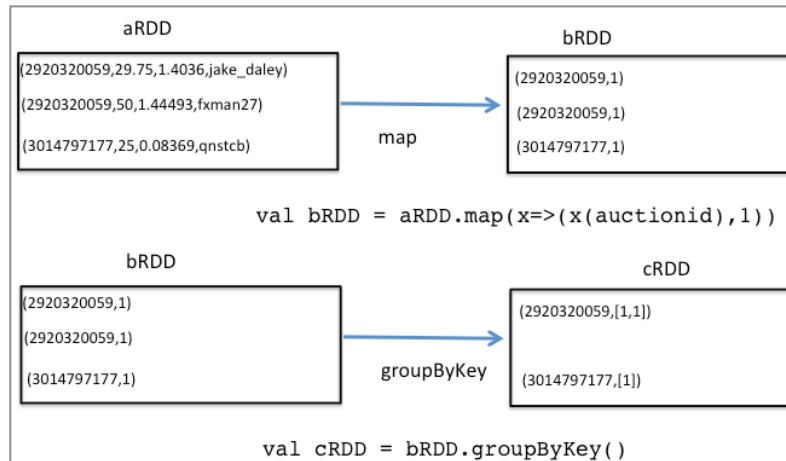 aRDD
bRDD
(2920320059,29.75,1.4036,jake_daley)
(2920320059,50,1.44493,fxman27)
(3014797177,25,0.08369,qnstcb)
map
(2920320059,1)
(2920320059,1)
(3014797177,1)
val bRDD = aRDD.map(x=>(x(auctionid),1))
bRDD
cRDD
(2920320059,1)
(2920320059,1)
(3014797177,1)
groupByKey
(2920320059,[1,1])
(3014797177,[1])
val cRDD = bRDD.groupByKey()